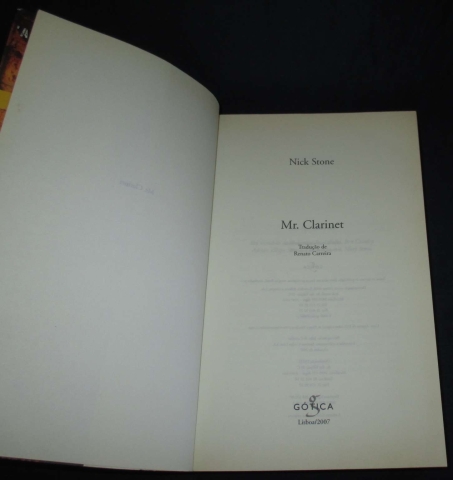 Nick Stone
Mr. Clarinet
Tradução de
Renato Carreira
GÓTICA
Lisboa/2007